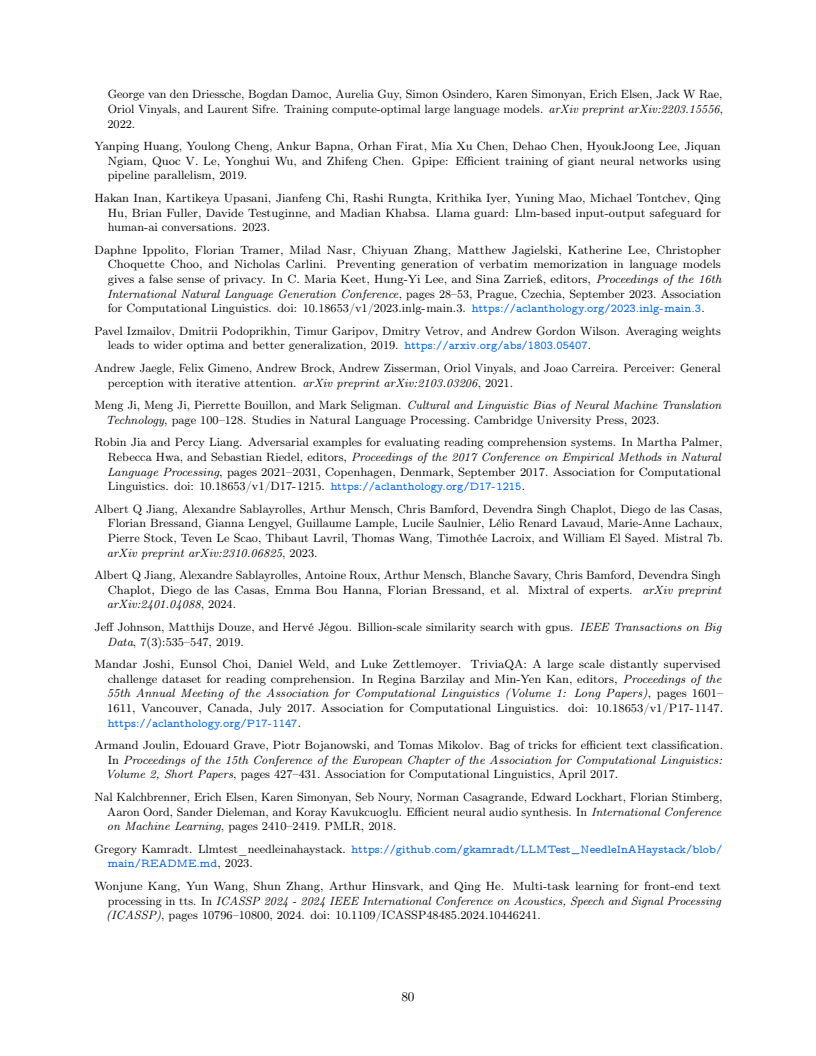 George van den Driessche, Bogdan Damoc, Aurelia Guy, Simon Osindero, Karen Simonyan, Erich Elsen, Jack W Rae,
Oriol Vinyals, and Laurent Sifre. Training compute-optimal large language models. arXiv preprint arXiv:2203.15556,
2022.
Yanping Huang, Youlong Cheng, Ankur Bapna, Orhan Firat, Mia Xu Chen, Dehao Chen, HyoukJoong Lee, Jiquan
Ngiam, Quoc V. Le, Yonghui Wu, and Zhifeng Chen. Gpipe: Efficient training of giant neural networks using
pipeline parallelism, 2019.
Hakan Inan, Kartikeya Upasani, Jianfeng Chi, Rashi Rungta, Krithika Iyer, Yuning Mao, Michael Tontchev, Qing
Hu, Brian Fuller, Davide Testuginne, and Madian Khabsa. Llama guard: Llm-based input-output safeguard for
human-ai conversations. 2023.
Daphne Ippolito, Florian Tramer, Milad Nasr, Chiyuan Zhang, Matthew Jagielski, Katherine Lee, Christopher
Choquette Choo, and Nicholas Carlini. Preventing generation of verbatim memorization in language models
gives a false sense of privacy. In C. Maria Keet, Hung-Yi Lee, and Sina Zarrieß, editors, Proceedings of the 16th
International Natural Language Generation Conference, pages 28–53, Prague, Czechia, September 2023. Association
for Computational Linguistics. doi: 10.18653/v1/2023.inlg-main.3. https://aclanthology.org/2023.inlg-main.3.
Pavel Izmailov, Dmitrii Podoprikhin, Timur Garipov, Dmitry Vetrov, and Andrew Gordon Wilson. Averaging weights
leads to wider optima and better generalization, 2019. https://arxiv.org/abs/1803.05407.
Andrew Jaegle, Felix Gimeno, Andrew Brock, Andrew Zisserman, Oriol Vinyals, and Joao Carreira. Perceiver: General
perception with iterative attention. arXiv preprint arXiv:2103.03206, 2021.
Meng Ji, Meng Ji, Pierrette Bouillon, and Mark Seligman. Cultural and Linguistic Bias of Neural Machine Translation
Technology, page 100–128. Studies in Natural Language Processing. Cambridge University Press, 2023.
Robin Jia and Percy Liang. Adversarial examples for evaluating reading comprehension systems. In Martha Palmer,
Rebecca Hwa, and Sebastian Riedel, editors, Proceedings of the 2017 Conference on Empirical Methods in Natural
Language Processing, pages 2021–2031, Copenhagen, Denmark, September 2017. Association for Computational
Linguistics. doi: 10.18653/v1/D17-1215. https://aclanthology.org/D17-1215.
Albert Q Jiang, Alexandre Sablayrolles, Arthur Mensch, Chris Bamford, Devendra Singh Chaplot, Diego de las Casas,
Florian Bressand, Gianna Lengyel, Guillaume Lample, Lucile Saulnier, Lélio Renard Lavaud, Marie-Anne Lachaux,
Pierre Stock, Teven Le Scao, Thibaut Lavril, Thomas Wang, Timothée Lacroix, and William El Sayed. Mistral 7b.
arXiv preprint arXiv:2310.06825, 2023.
Albert Q Jiang, Alexandre Sablayrolles, Antoine Roux, Arthur Mensch, Blanche Savary, Chris Bamford, Devendra Singh
Chaplot, Diego de las Casas, Emma Bou Hanna, Florian Bressand, et al. Mixtral of experts. arXiv preprint
arXiv:2401.04088, 2024.
Jeff Johnson, Matthijs Douze, and Hervé Jégou. Billion-scale similarity search with gpus. IEEE Transactions on Big
Data, 7(3):535–547, 2019.
Mandar Joshi, Eunsol Choi, Daniel Weld, and Luke Zettlemoyer. TriviaQA: A large scale distantly supervised
challenge dataset for reading comprehension. In Regina Barzilay and Min-Yen Kan, editors, Proceedings of the
55th Annual Meeting of the Association for Computational Linguistics (Volume 1: Long Papers), pages 1601–
1611, Vancouver, Canada, July 2017. Association for Computational Linguistics. doi: 10.18653/v1/P17-1147.
https://aclanthology.org/P17-1147.
Armand Joulin, Edouard Grave, Piotr Bojanowski, and Tomas Mikolov. Bag of tricks for efficient text classification.
In Proceedings of the 15th Conference of the European Chapter of the Association for Computational Linguistics:
Volume 2, Short Papers, pages 427–431. Association for Computational Linguistics, April 2017.
Nal Kalchbrenner, Erich Elsen, Karen Simonyan, Seb Noury, Norman Casagrande, Edward Lockhart, Florian Stimberg,
Aaron Oord, Sander Dieleman, and Koray Kavukcuoglu. Efficient neural audio synthesis. In International Conference
on Machine Learning, pages 2410–2419. PMLR, 2018.
Gregory Kamradt. Llmtest_needleinahaystack. https://github.com/gkamradt/LLMTest_NeedleInAHaystack/blob/
main/README.md, 2023.
Wonjune Kang, Yun Wang, Shun Zhang, Arthur Hinsvark, and Qing He. Multi-task learning for front-end text
processing in tts. In ICASSP 2024 - 2024 IEEE International Conference on Acoustics, Speech and Signal Processing
(ICASSP), pages 10796–10800, 2024. doi: 10.1109/ICASSP48485.2024.10446241.
80